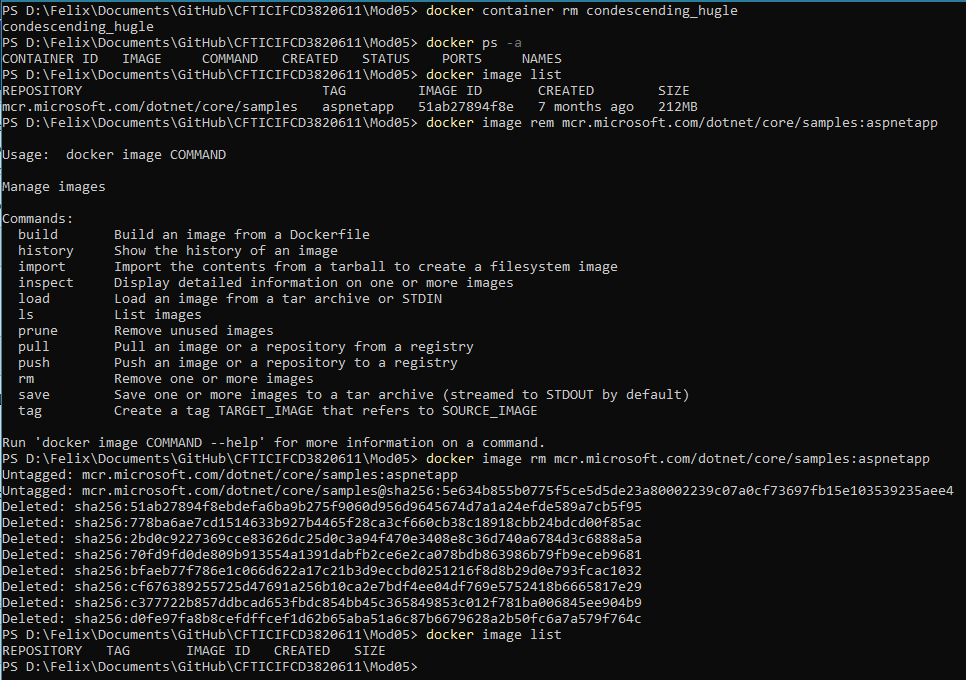 PS D:\Felix\Documents\GitHub\CFTICIFCD3820611\Mod05> docker container rm condescending_hugle
condescending_hugle
PS D:\Felix\Documents\GitHub\CFTICIFCD3820611\Mod05> docker ps -a
CONTAINER ID   IMAGE     COMMAND   CREATED   STATUS    PORTS     NAMES
PS D:\Felix\Documents\GitHub\CFTICIFCD3820611\Mod05> docker image list
REPOSITORY                              TAG         IMAGE ID       CREATED        SIZE
mcr.microsoft.com/dotnet/core/samples   aspnetapp   51ab27894f8e   7 months ago   212MB
PS D:\Felix\Documents\GitHub\CFTICIFCD3820611\Mod05> docker image rem mcr.microsoft.com/dotnet/core/samples:aspnetapp
Usage:  docker image COMMAND
Manage images
Commands:
  build       Build an image from a Dockerfile
  history     Show the history of an image
  import      Import the contents from a tarball to create a filesystem image
  inspect     Display detailed information on one or more images
  load        Load an image from a tar archive or STDIN
  ls          List images
  prune       Remove unused images
  pull        Pull an image or a repository from a registry
  push        Push an image or a repository to a registry
  rm          Remove one or more images
  save        Save one or more images to a tar archive (streamed to STDOUT by default)
  tag         Create a tag TARGET_IMAGE that refers to SOURCE_IMAGE
Run 'docker image COMMAND --help' for more information on a command.
PS D:\Felix\Documents\GitHub\CFTICIFCD3820611\Mod05> docker image rm mcr.microsoft.com/dotnet/core/samples:aspnetapp
Untagged: mcr.microsoft.com/dotnet/core/samples:aspnetapp
Untagged: mcr.microsoft.com/dotnet/core/samples@sha256:5e634b855b0775f5ce5d5de23a80002239c07a0cf73697fb15e103539235aee4
Deleted: sha256:51ab27894f8ebdefa6ba9b275f9060d956d9645674d7a1a24efde589a7cb5f95
Deleted: sha256:778ba6ae7cd1514633b927b4465f28ca3cf660cb38c18918cbb24bdcd00f85ac
Deleted: sha256:2bd0c9227369cce83626dc25d0c3a94f470e3408e8c36d740a6784d3c6888a5a
Deleted: sha256:70fd9fd0de809b913554a1391dabfb2ce6e2ca078bdb863986b79fb9eceb9681
Deleted: sha256:bfaeb77f786e1c066d622a17c21b3d9eccbd0251216f8d8b29d0e793fcac1032
Deleted: sha256:cf676389255725d47691a256b10ca2e7bdf4ee04df769e5752418b6665817e29
Deleted: sha256:c377722b857ddbcad653fbdc854bb45c365849853c012f781ba006845ee904b9
Deleted: sha256:d0fe97fa8b8cefdffcef1d62b65aba51a6c87b6679628a2b50fc6a7a579f764c
PS D:\Felix\Documents\GitHub\CFTICIFCD3820611\Mod05> docker image list
REPOSITORY   TAG       IMAGE ID   CREATED   SIZE
PS D:\Felix\Documents\GitHub\CFTICIFCD3820611\Mod05>